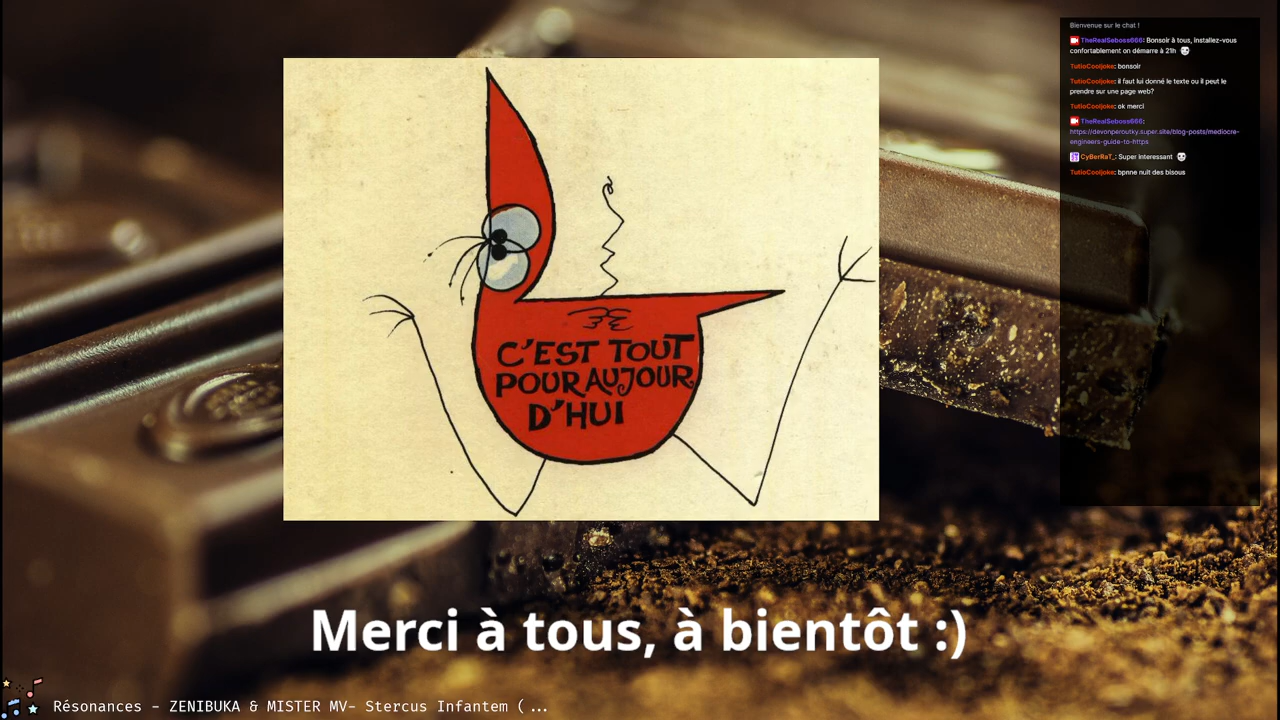 Bienvenue sur le chat !
TheRealSeboss666: Bonsoir à tous, installez-vous
confortablement on démarre à 21h
TutioCooljoke: bonsoir
TutioCooljoke: il faut lui donné le texte ou il peut le
prendre sur une page web?
TutioCooljoke: ok merci
TheRealSeboss666:
https://devonperoutky.super.site/blog-posts/mediocre-
engineers-guide-to-https
CyBerRaT_: Super interessant
TutioCooljoke: bpnne nuit des bisous
C'EST TOUT
POUR AUJOUR
D'HUI
Merci à tous, à bientôt :)
Résonances - ZENIBUKA & MISTER MV- Stercus Infantem (...